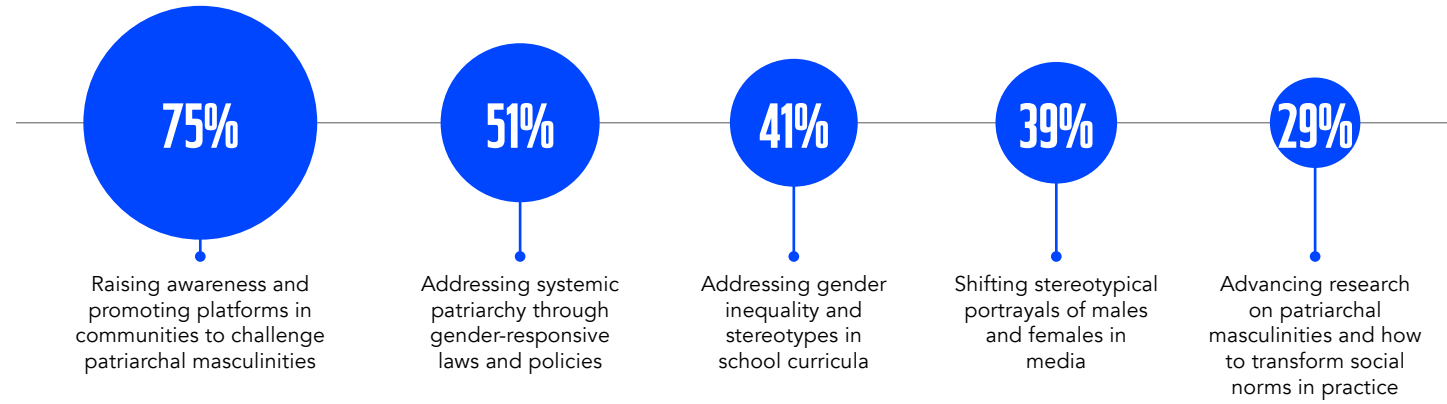 75%
51%
41%
39%
29%
Raising awareness and
promoting platforms in
communities to challenge
patriarchal masculinities
Addressing systemic
patriarchy through
gender-responsive
laws and policies
Addressing gender
inequality and
stereotypes in
school curricula
Shifting stereotypical
portrayals of males
and females in
media
Advancing research
on patriarchal
masculinities and how
to transform social
norms in practice